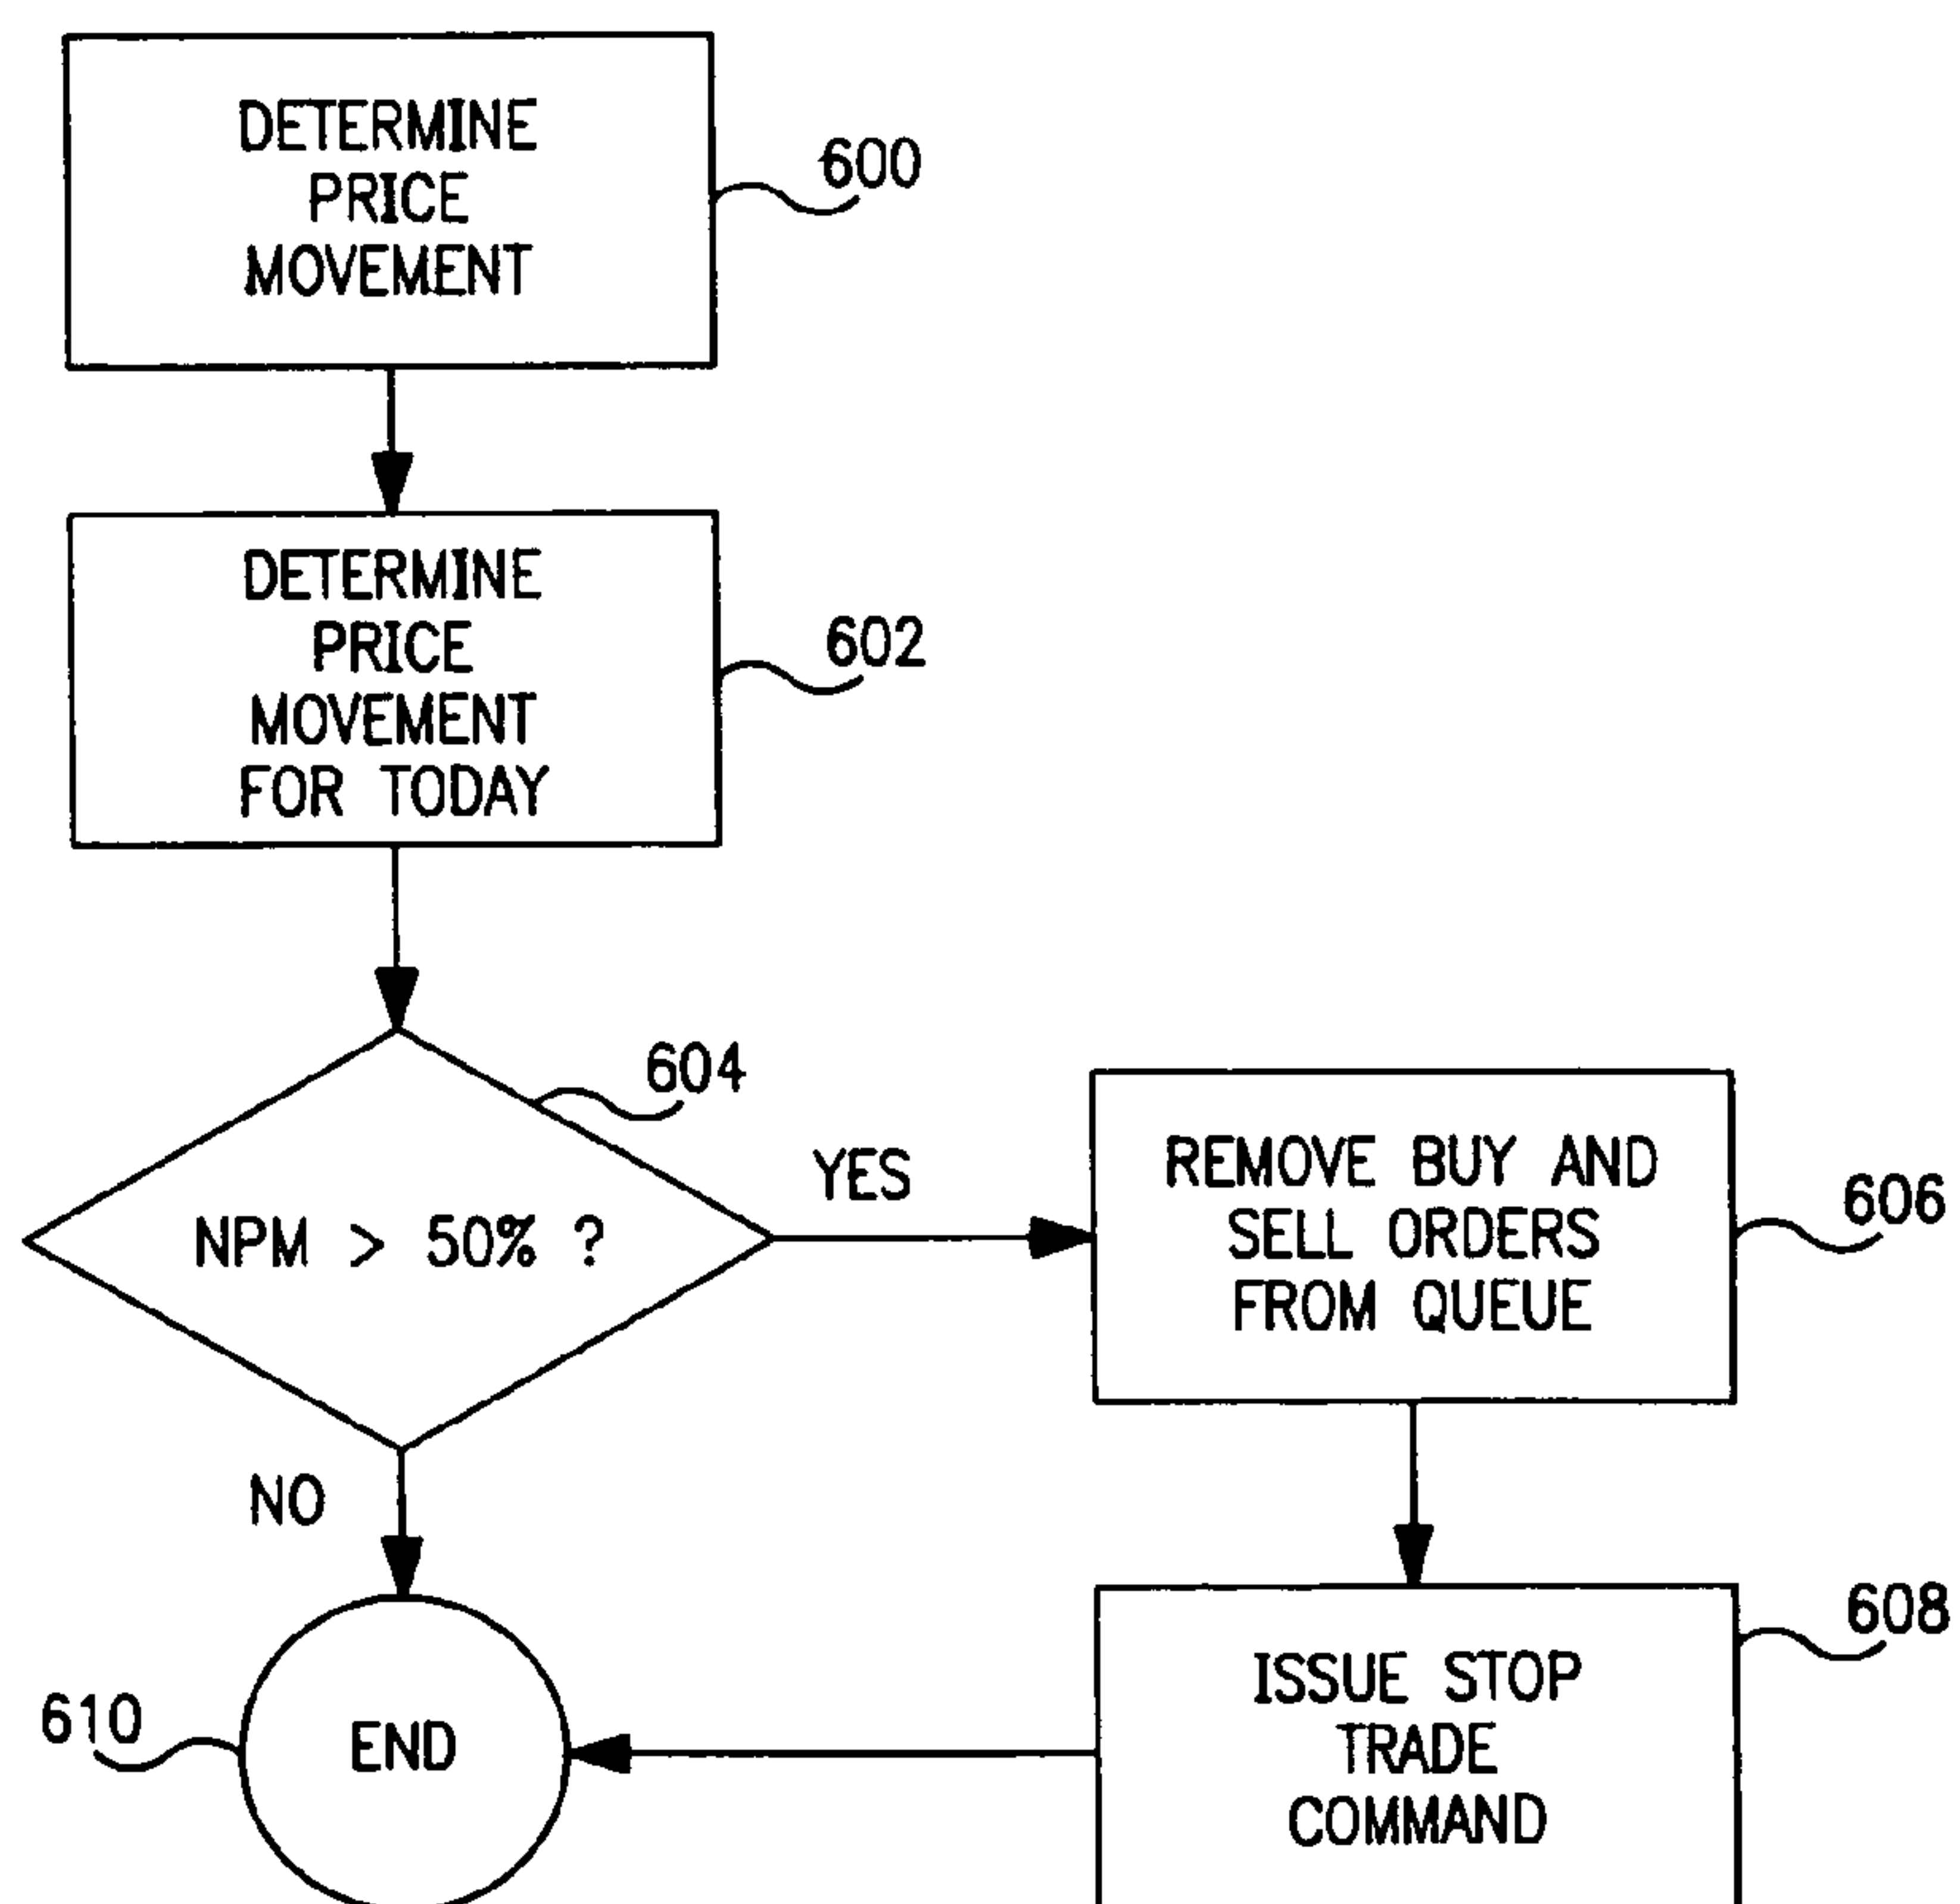 DETERMINE
PRICE
MOVEMENT
600
DETERMINE
PRICE
MOVEMENT
FOR TODAY
602
604
NPM > 50% ?
YES
REMOVE BUY AND
SELL ORDERS
FROM QUEUE
606
NO
610
END
ISSUE STOP
TRADE
COMMAND
608